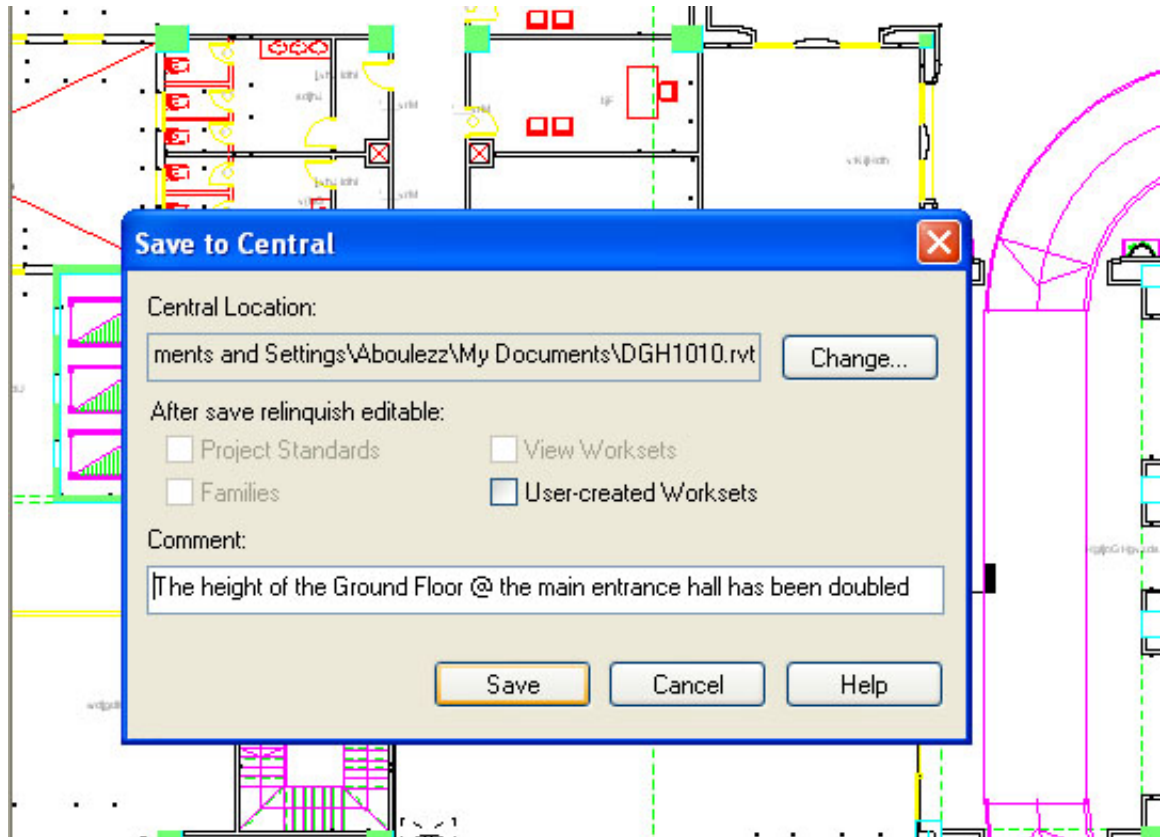 Save to Central
Central Location:
ments and Settings\Aboulezz\My Documents\DGH1010.rvt
Change...
After save relinquish editable:
Project Standards
View Worksets
Families
User-created Worksets
Comment:
The height of the Ground Floor @ the main entrance hall has been doubled
Save Cancel Help